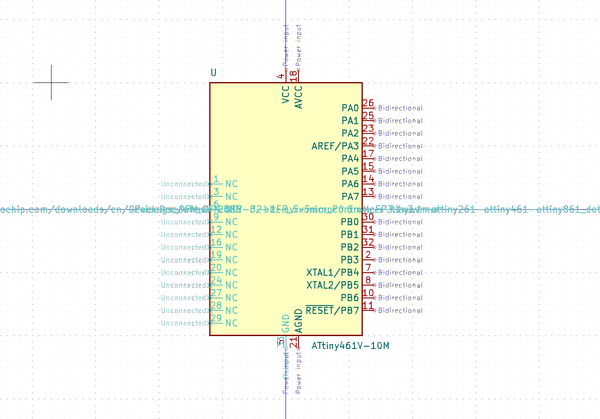 Power input
Power input
U
4
18
VCC
AVCC
PA0 26 Bidirectional
PA1 25 Bidirectional
PA2 23 Bidirectional
AREF/PA3 22 Bidirectional
PA4 17 Bidirectional
PA5 15 Bidirectional
Unconnected 1 NC PA6 14 Bidirectional
Unconnected 3 NC PA7 13 Bidirectional
6
attiny261 attiny461 attiny861
Unconnected 9 NC PB0 30 Bidirectional
Unconnected 12 NC PB1 31 Bidirectional
Unconnected 16 NC PB2 32 Bidirectional
Unconnected 19 NC PB3 2 Bidirectional
Unconnected 20 NC XTAL1/PB4 7 Bidirectional
Unconnected 24 NC XTAL2/PB5 8 Bidirectional
Unconnected 27 NC PB6 10 Bidirectional
Unconnected 28 NC RESET/PB7 11 Bidirectional
Unconnected 29 NC
GND
AGND
21
ATtiny461V-10M
Power input
Power input